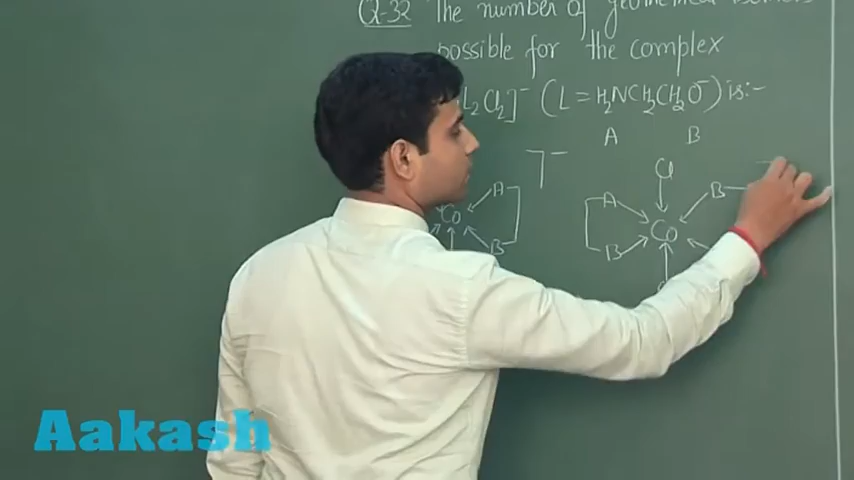 Q-32 The number of geometrical isomers
possible for the complex
L₂Cl₂]⁻ (L = H₂NCH₂CH₂O⁻) is:-
A B
Cl
A A B
Co Co
B B
Aakash